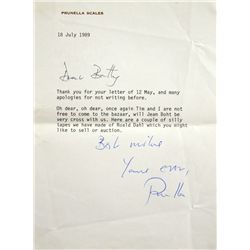 PRUNELLA SCALES
18 July 1989
Dear Betty
Thank you for your letter of 12 May, and many
apologies for not writing before.
Oh dear, oh dear, once again Tim and I are not
free to come to the bazaar, will Jean Boht be
very cross with us. Here are a couple of silly
tapes we have made of Roald Dahl which you might
like to sell or auction.
Best wishes
Yours ever,
Prunella